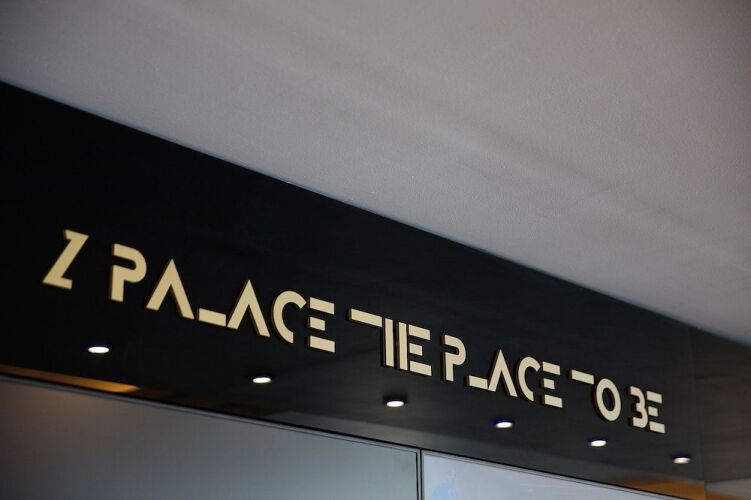 Z PALACE THE PLACE TO BE